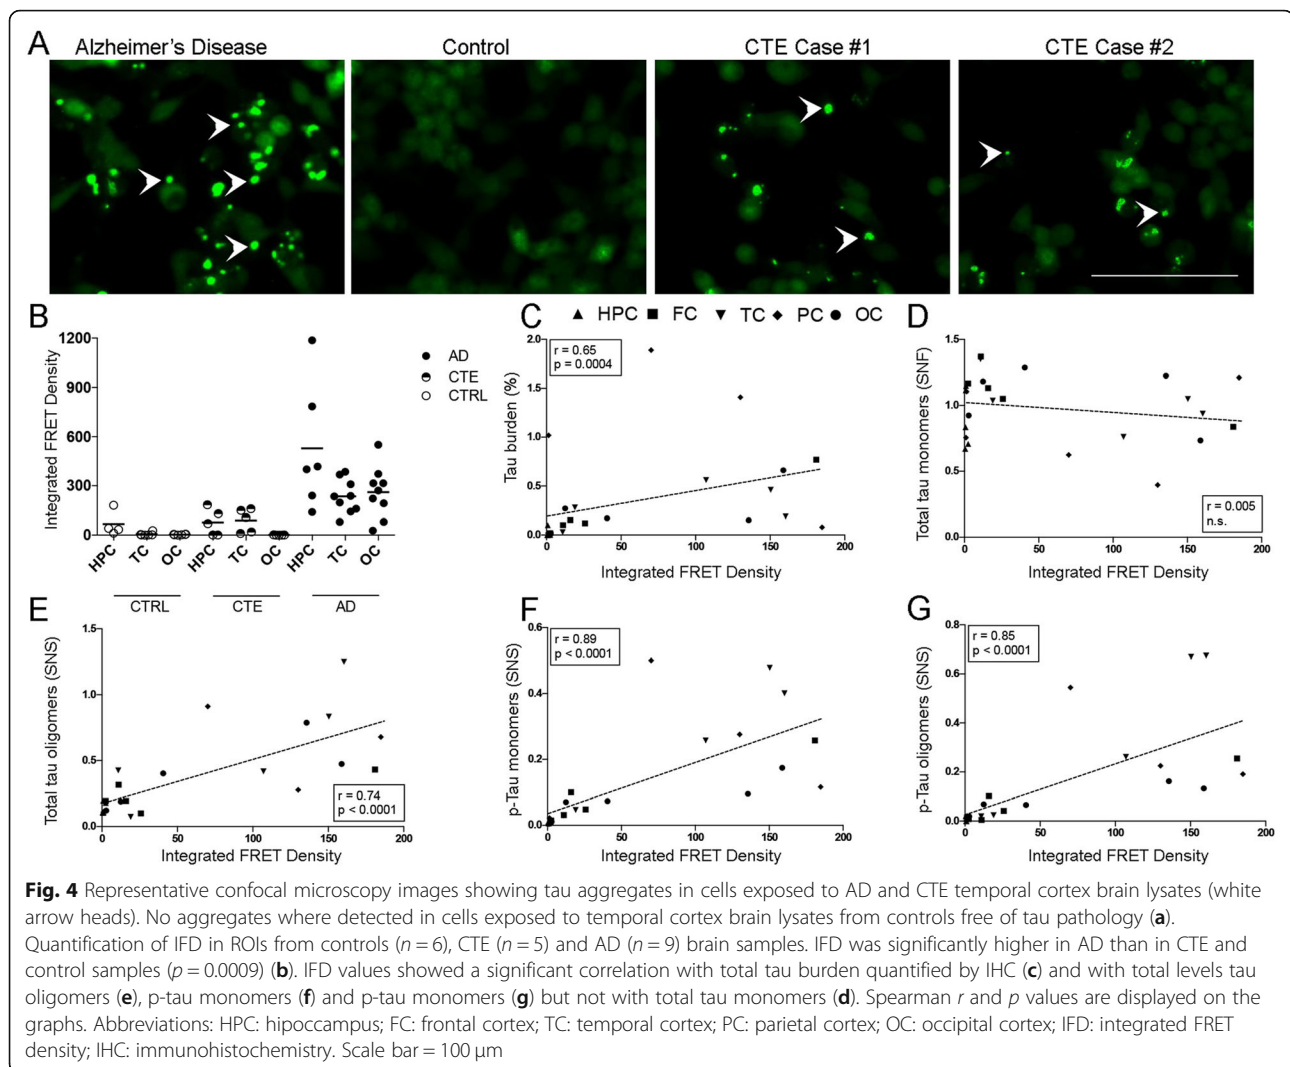 A
Alzheimer's Disease
Control
CTE Case #1
CTE Case #2
B
Integrated FRET Density
1200
900
600
300
0
HPC
TC
OC
HPC
TC
OC
HPC
TC
OC
CTRL
CTE
AD
AD
CTE
CTRL
C
HPC
FC
TC
PC
OC
Tau burden (%)
r = 0.65
p = 0.0004
2.0
1.5
1.0
0.5
0.0
0
50
100
150
200
Integrated FRET Density
D
Total tau monomers (SNF)
1.5
1.0
0.5
0.0
r = 0.005
n.s.
0
50
100
150
200
Integrated FRET Density
E
Total tau oligomers (SNS)
1.5
1.0
0.5
0.0
r = 0.74
p < 0.0001
0
50
100
150
200
Integrated FRET Density
F
p-Tau monomers (SNS)
0.6
0.4
0.2
0.0
r = 0.89
p < 0.0001
0
50
100
150
200
Integrated FRET Density
G
p-Tau oligomers (SNS)
0.8
0.6
0.4
0.2
0.0
r = 0.85
p < 0.0001
0
50
100
150
200
Integrated FRET Density
Fig. 4 Representative confocal microscopy images showing tau aggregates in cells exposed to AD and CTE temporal cortex brain lysates (white
arrow heads). No aggregates where detected in cells exposed to temporal cortex brain lysates from controls free of tau pathology (a).
Quantification of IFD in ROIs from controls (n = 6), CTE (n = 5) and AD (n = 9) brain samples. IFD was significantly higher in AD than in CTE and
control samples (p = 0.0009) (b). IFD values showed a significant correlation with total tau burden quantified by IHC (c) and with total levels tau
oligomers (e), p-tau monomers (f) and p-tau monomers (g) but not with total tau monomers (d). Spearman r and p values are displayed on the
graphs. Abbreviations: HPC: hipoccampus; FC: frontal cortex; TC: temporal cortex; PC: parietal cortex; OC: occipital cortex; IFD: integrated FRET
density; IHC: immunohistochemistry. Scale bar = 100 μm